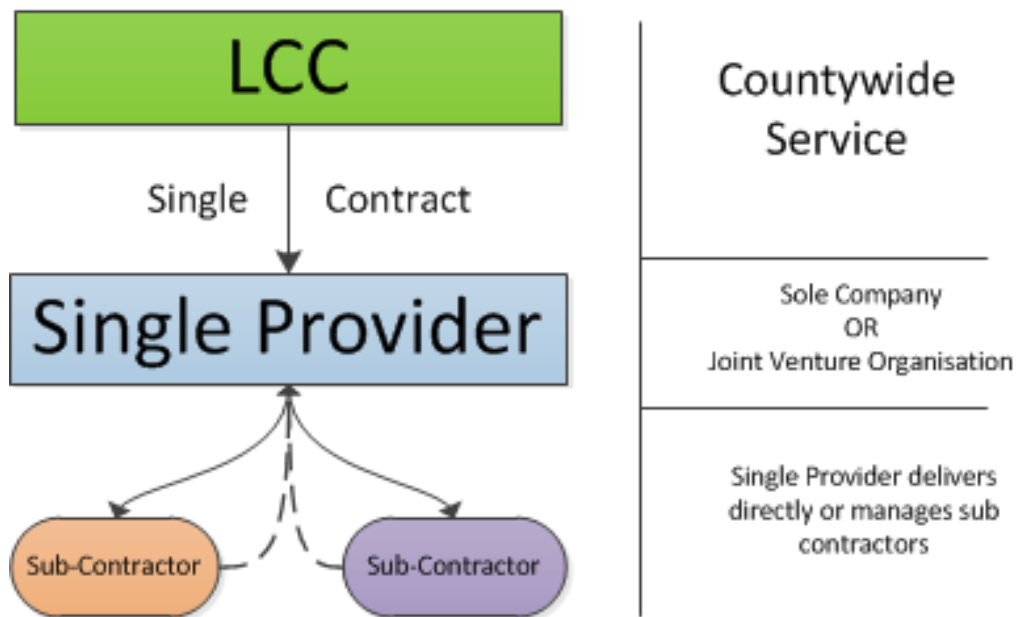 LCC
Countywide
Service
Single Contract
Single Provider
Sole Company
OR
Joint Venture Organisation
Single Provider delivers
directly or manages sub
contractors
Sub-Contractor
Sub-Contractor